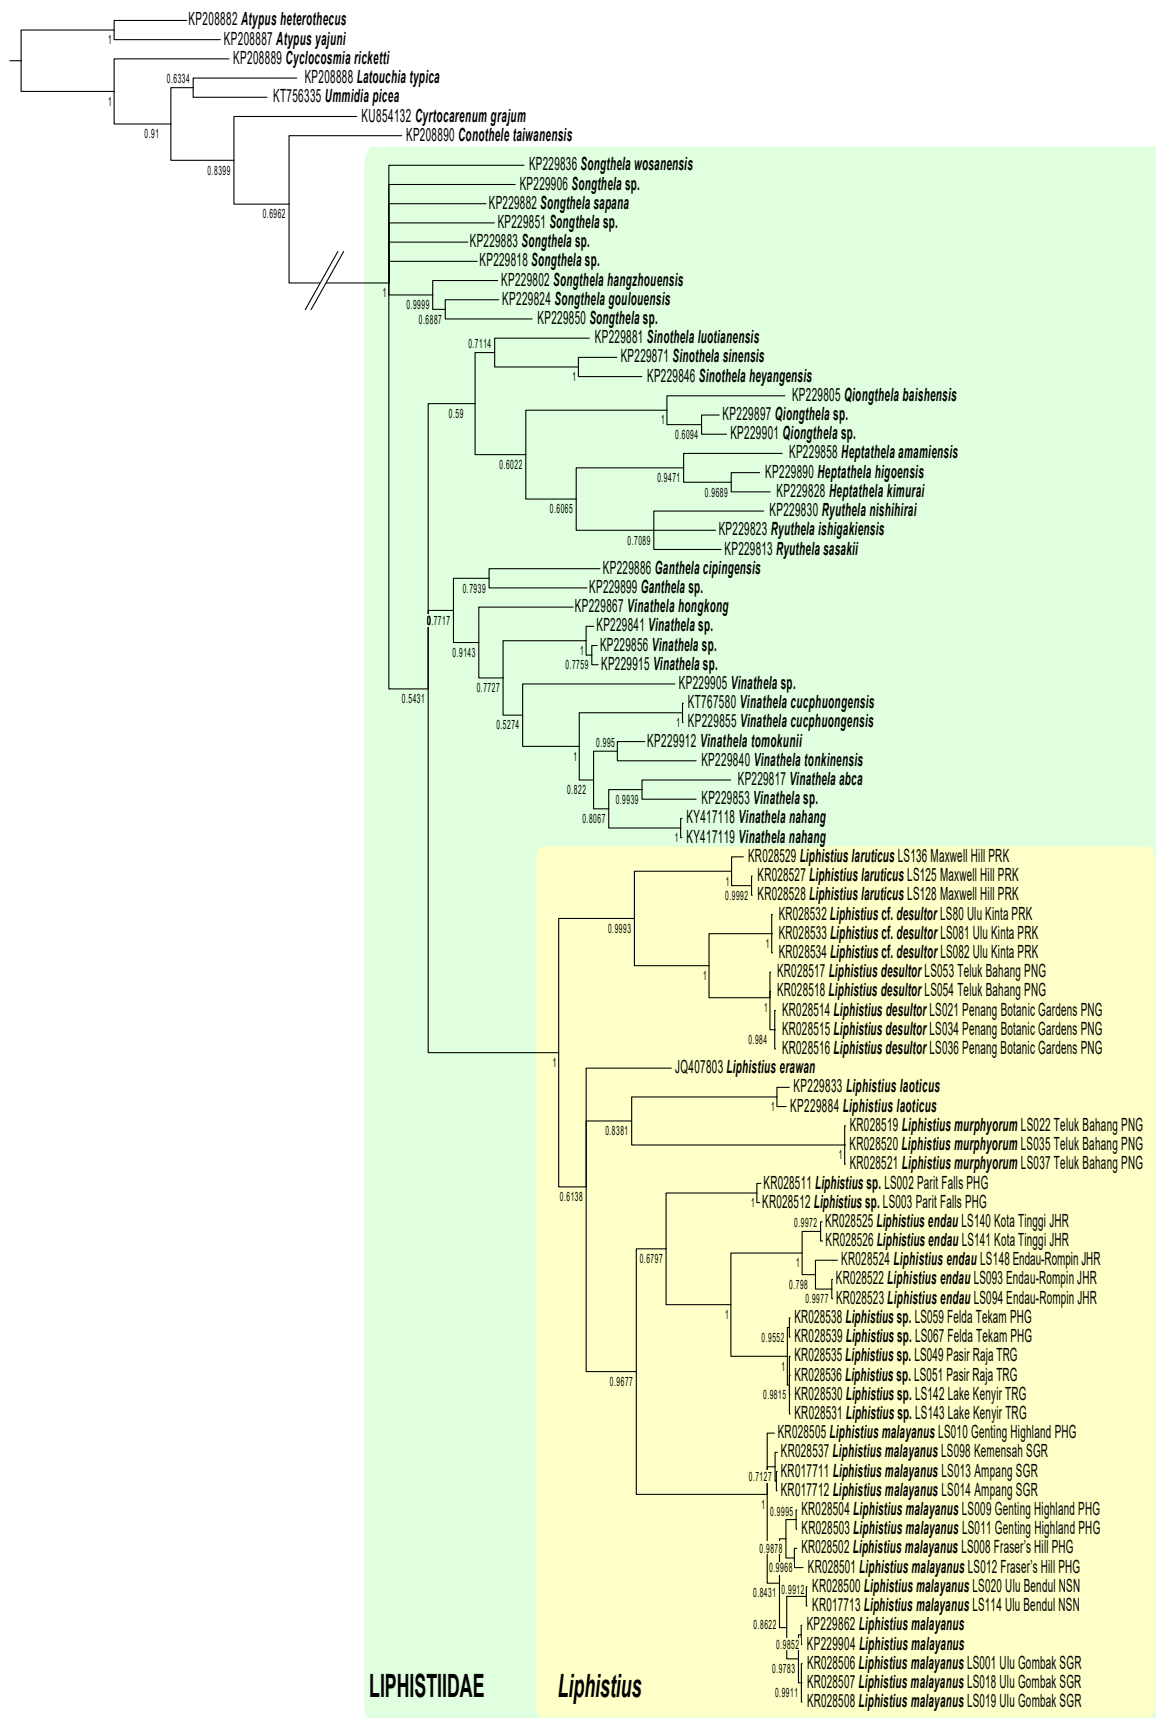 KP208882 Atypus heterothecus
KP208887 Atypus yajuni
1
KP208889 Cyclocosmia ricketti
KP208888 Latouchia typica
0.6334
KT756335 Ummidia picea
1
KU854132 Cyrtocarenum grajum
0.91
KP208890 Conothele taiwanensis
0.8399
KP229836 Songthela wosanensis
KP229906 Songthela sp.
KP229882 Songthela sapana
0.6962
KP229851 Songthela sp.
KP229883 Songthela sp.
KP229818 Songthela sp.
KP229802 Songthela hangzhouensis
1
0.9999
KP229824 Songthela goulouensis
0.6887
KP229850 Songthela sp.
KP229881 Sinothela luotianensis
0.7114
KP229871 Sinothela sinensis
1
KP229846 Sinothela heyangensis
KP229805 Qiongthela baishensis
0.59
KP229897 Qiongthela sp.
1
0.6094
KP229901 Qiongthela sp.
KP229858 Heptathela amamiensis
0.6022
KP229890 Heptathela higoensis
0.9471
0.9689
KP229828 Heptathela kimurai
0.6065
KP229830 Ryuthela nishihirai
KP229823 Ryuthela ishigakiensis
0.7089
KP229813 Ryuthela sasakii
KP229886 Ganthela cipingensis
0.7939
KP229899 Ganthela sp.
KP229867 Vinathela hongkong
0.7717
KP229841 Vinathela sp.
0.9143
KP229856 Vinathela sp.
1
0.7759
KP229915 Vinathela sp.
KP229905 Vinathela sp.
0.7727
0.5431
KT767580 Vinathela cucphuongensis
0.5274
1
KP229855 Vinathela cucphuongensis
KP229912 Vinathela tomokunii
0.995
1
KP229840 Vinathela tonkinensis
KP229817 Vinathela abca
0.822
0.9939
KP229853 Vinathela sp.
0.8067
KY417118 Vinathela nahang
1
KY417119 Vinathela nahang
KR028529 Liphistius laruticus LS136 Maxwell Hill PRK
KR028527 Liphistius laruticus LS125 Maxwell Hill PRK
1
0.9992
KR028528 Liphistius laruticus LS128 Maxwell Hill PRK
KR028532 Liphistius cf. desultor LS80 Ulu Kinta PRK
0.9993
KR028533 Liphistius cf. desultor LS081 Ulu Kinta PRK
1
KR028534 Liphistius cf. desultor LS082 Ulu Kinta PRK
1
KR028517 Liphistius desultor LS053 Teluk Bahang PNG
KR028518 Liphistius desultor LS054 Teluk Bahang PNG
1
KR028514 Liphistius desultor LS021 Penang Botanic Gardens PNG
KR028515 Liphistius desultor LS034 Penang Botanic Gardens PNG
0.984
KR028516 Liphistius desultor LS036 Penang Botanic Gardens PNG
1
JQ407803 Liphistius erawan
KP229833 Liphistius laoticus
1
KP229884 Liphistius laoticus
0.8381
KR028519 Liphistius murphyorum LS022 Teluk Bahang PNG
KR028520 Liphistius murphyorum LS035 Teluk Bahang PNG
1
KR028521 Liphistius murphyorum LS037 Teluk Bahang PNG
0.6138
KR028511 Liphistius sp. LS002 Parit Falls PHG
1
KR028512 Liphistius sp. LS003 Parit Falls PHG
0.9972
KR028525 Liphistius endau LS140 Kota Tinggi JHR
KR028526 Liphistius endau LS141 Kota Tinggi JHR
0.6797
1
KR028524 Liphistius endau LS148 Endau-Rompin JHR
0.798
KR028522 Liphistius endau LS093 Endau-Rompin JHR
0.9977
KR028523 Liphistius endau LS094 Endau-Rompin JHR
1
KR028538 Liphistius sp. LS059 Felda Tekam PHG
0.9552
KR028539 Liphistius sp. LS067 Felda Tekam PHG
KR028535 Liphistius sp. LS049 Pasir Raja TRG
1
KR028536 Liphistius sp. LS051 Pasir Raja TRG
0.9677
0.9815
KR028530 Liphistius sp. LS142 Lake Kenyir TRG
KR028531 Liphistius sp. LS143 Lake Kenyir TRG
KR028505 Liphistius malayanus LS010 Genting Highland PHG
KR028537 Liphistius malayanus LS098 Kemensah SGR
0.7127
KR017711 Liphistius malayanus LS013 Ampang SGR
KR017712 Liphistius malayanus LS014 Ampang SGR
1
0.9995
KR028504 Liphistius malayanus LS009 Genting Highland PHG
KR028503 Liphistius malayanus LS011 Genting Highland PHG
0.9878
KR028502 Liphistius malayanus LS008 Fraser's Hill PHG
0.9968
KR028501 Liphistius malayanus LS012 Fraser's Hill PHG
0.8431
0.9912
KR028500 Liphistius malayanus LS020 Ulu Bendul NSN
KR017713 Liphistius malayanus LS114 Ulu Bendul NSN
0.8622
KP229862 Liphistius malayanus
0.9852
KP229904 Liphistius malayanus
0.9783
KR028506 Liphistius malayanus LS001 Ulu Gombak SGR
KR028507 Liphistius malayanus LS018 Ulu Gombak SGR
0.9911
KR028508 Liphistius malayanus LS019 Ulu Gombak SGR
LIPHISTIIDAE
Liphistius